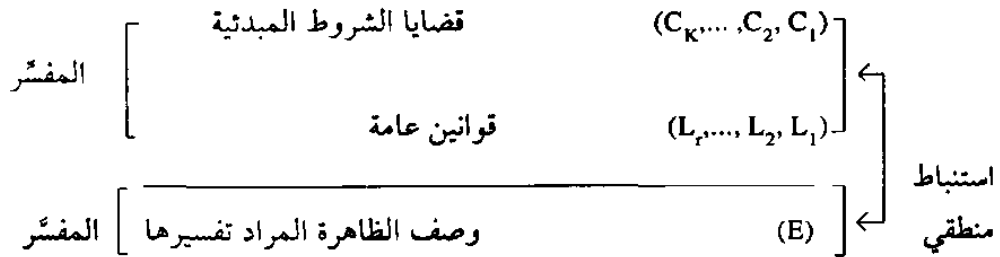 (C_K,... ,C_2, C_1) قضايا الشروط المبدئية
المفسِّر
(L_r,..., L_2, L_1) قوانين عامة
استنباط
منطقي
(E) وصف الظاهرة المراد تفسيرها
المفسَّر